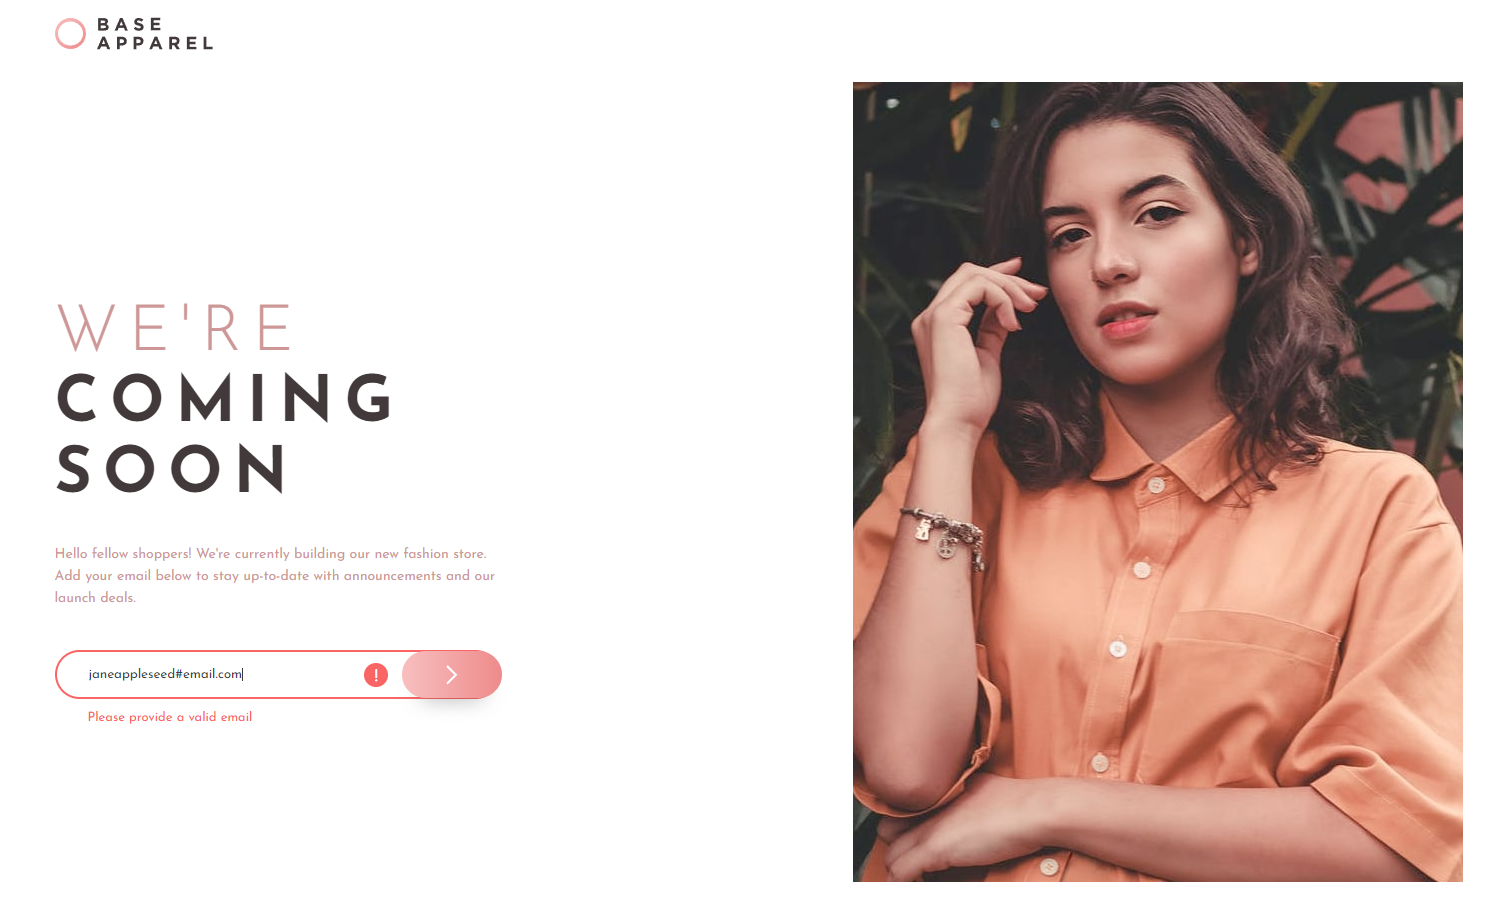 BASE
APPAREL
WE'RE
COMING
SOON
Hello fellow shoppers! We're currently building our new fashion store.
Add your email below to stay up-to-date with announcements and our
launch deals.
janeappleseed#email.com
!
Please provide a valid email